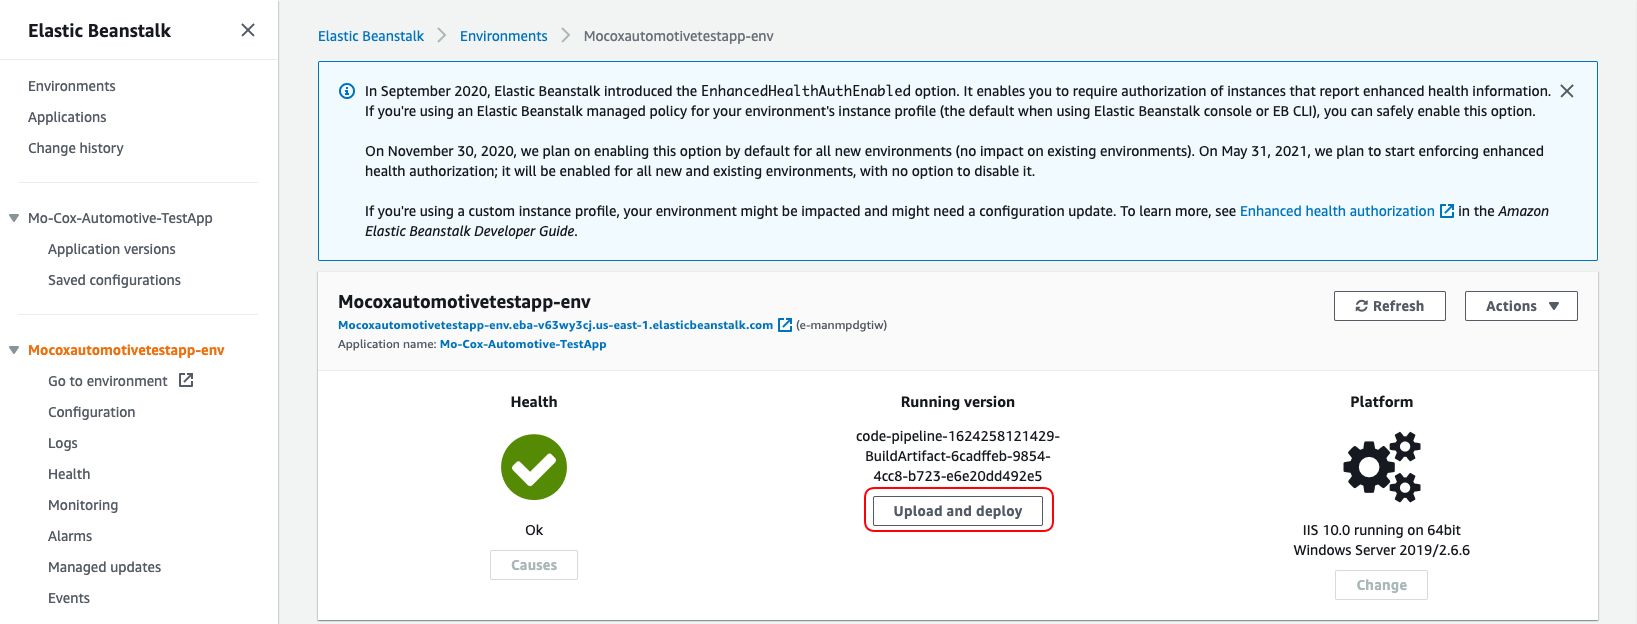 Elastic Beanstalk
Environments
Applications
Change history
Mo-Cox-Automotive-TestApp
Application versions
Saved configurations
Mocoxautomotivetestapp-env
Go to environment
Configuration
Logs
Health
Monitoring
Alarms
Managed updates
Events
Elastic Beanstalk > Environments > Mocoxautomotivetestapp-env
In September 2020, Elastic Beanstalk introduced the EnhancedHealthAuthEnabled option. It enables you to require authorization of instances that report enhanced health information.
If you're using an Elastic Beanstalk managed policy for your environment's instance profile (the default when using Elastic Beanstalk console or EB CLI), you can safely enable this option.
On November 30, 2020, we plan on enabling this option by default for all new environments (no impact on existing environments). On May 31, 2021, we plan to start enforcing enhanced
health authorization; it will be enabled for all new and existing environments, with no option to disable it.
If you're using a custom instance profile, your environment might be impacted and might need a configuration update. To learn more, see Enhanced health authorization in the Amazon
Elastic Beanstalk Developer Guide.
Mocoxautomotivetestapp-env
Refresh
Actions
Mocoxautomotivetestapp-env.eba-v63wy3cj.us-east-1.elasticbeanstalk.com (e-manmpdgtiw)
Application name: Mo-Cox-Automotive-TestApp
Health
Ok
Causes
Running version
code-pipeline-1624258121429-
BuildArtifact-6cadffeb-9854-
4cc8-b723-e6e20dd492e5
Upload and deploy
Platform
IIS 10.0 running on 64bit
Windows Server 2019/2.6.6
Change